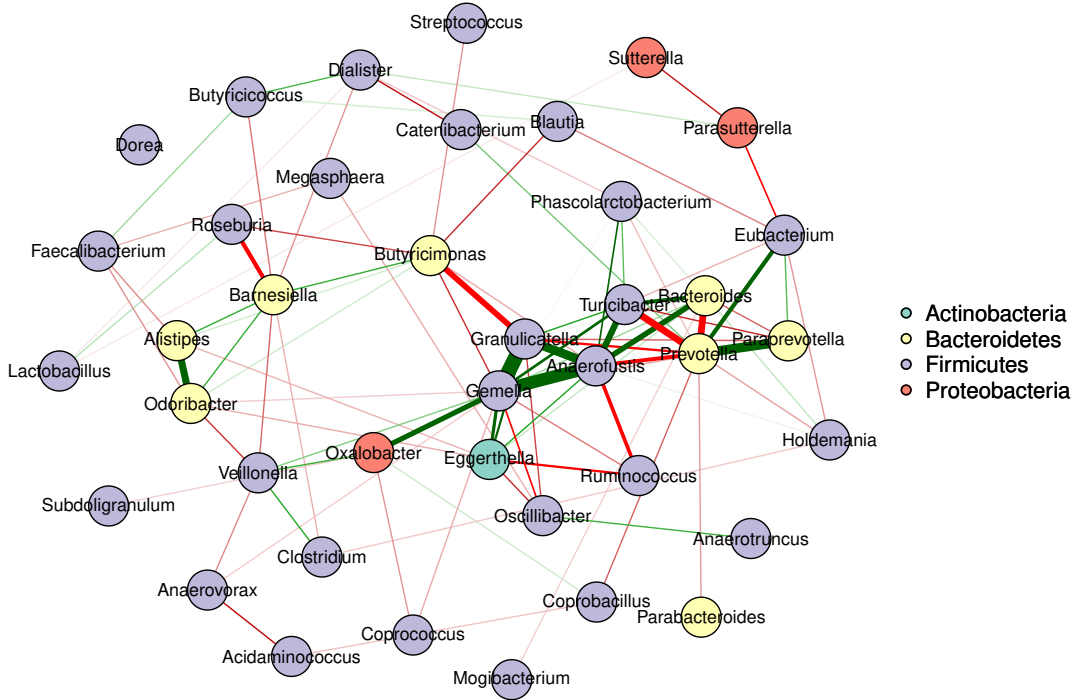 Streptococcus
Sutterella
Dialister
Butyricicoccus
Catenibacterium
Blautia
Parasutterella
Dorea
Megasphaera
Phascolarctobacterium
Roseburia
Eubacterium
Faecalibacterium
Butyricimonas
Barnesiella
Bacteroides
Turicibacter
Actinobacteria
Alistipes
Granulicatella
Paraprevotella
Bacteroidetes
Prevotella
Anaerofustis
Firmicutes
Lactobacillus
Gemella
Proteobacteria
Odoribacter
Holdemania
Oxalobacter
Eggerthella
Veillonella
Ruminococcus
Subdoligranulum
Oscillibacter
Anaerotruncus
Clostridium
Anaerovorax
Coprobacillus
Parabacteroides
Coprococcus
Acidaminococcus
Mogibacterium